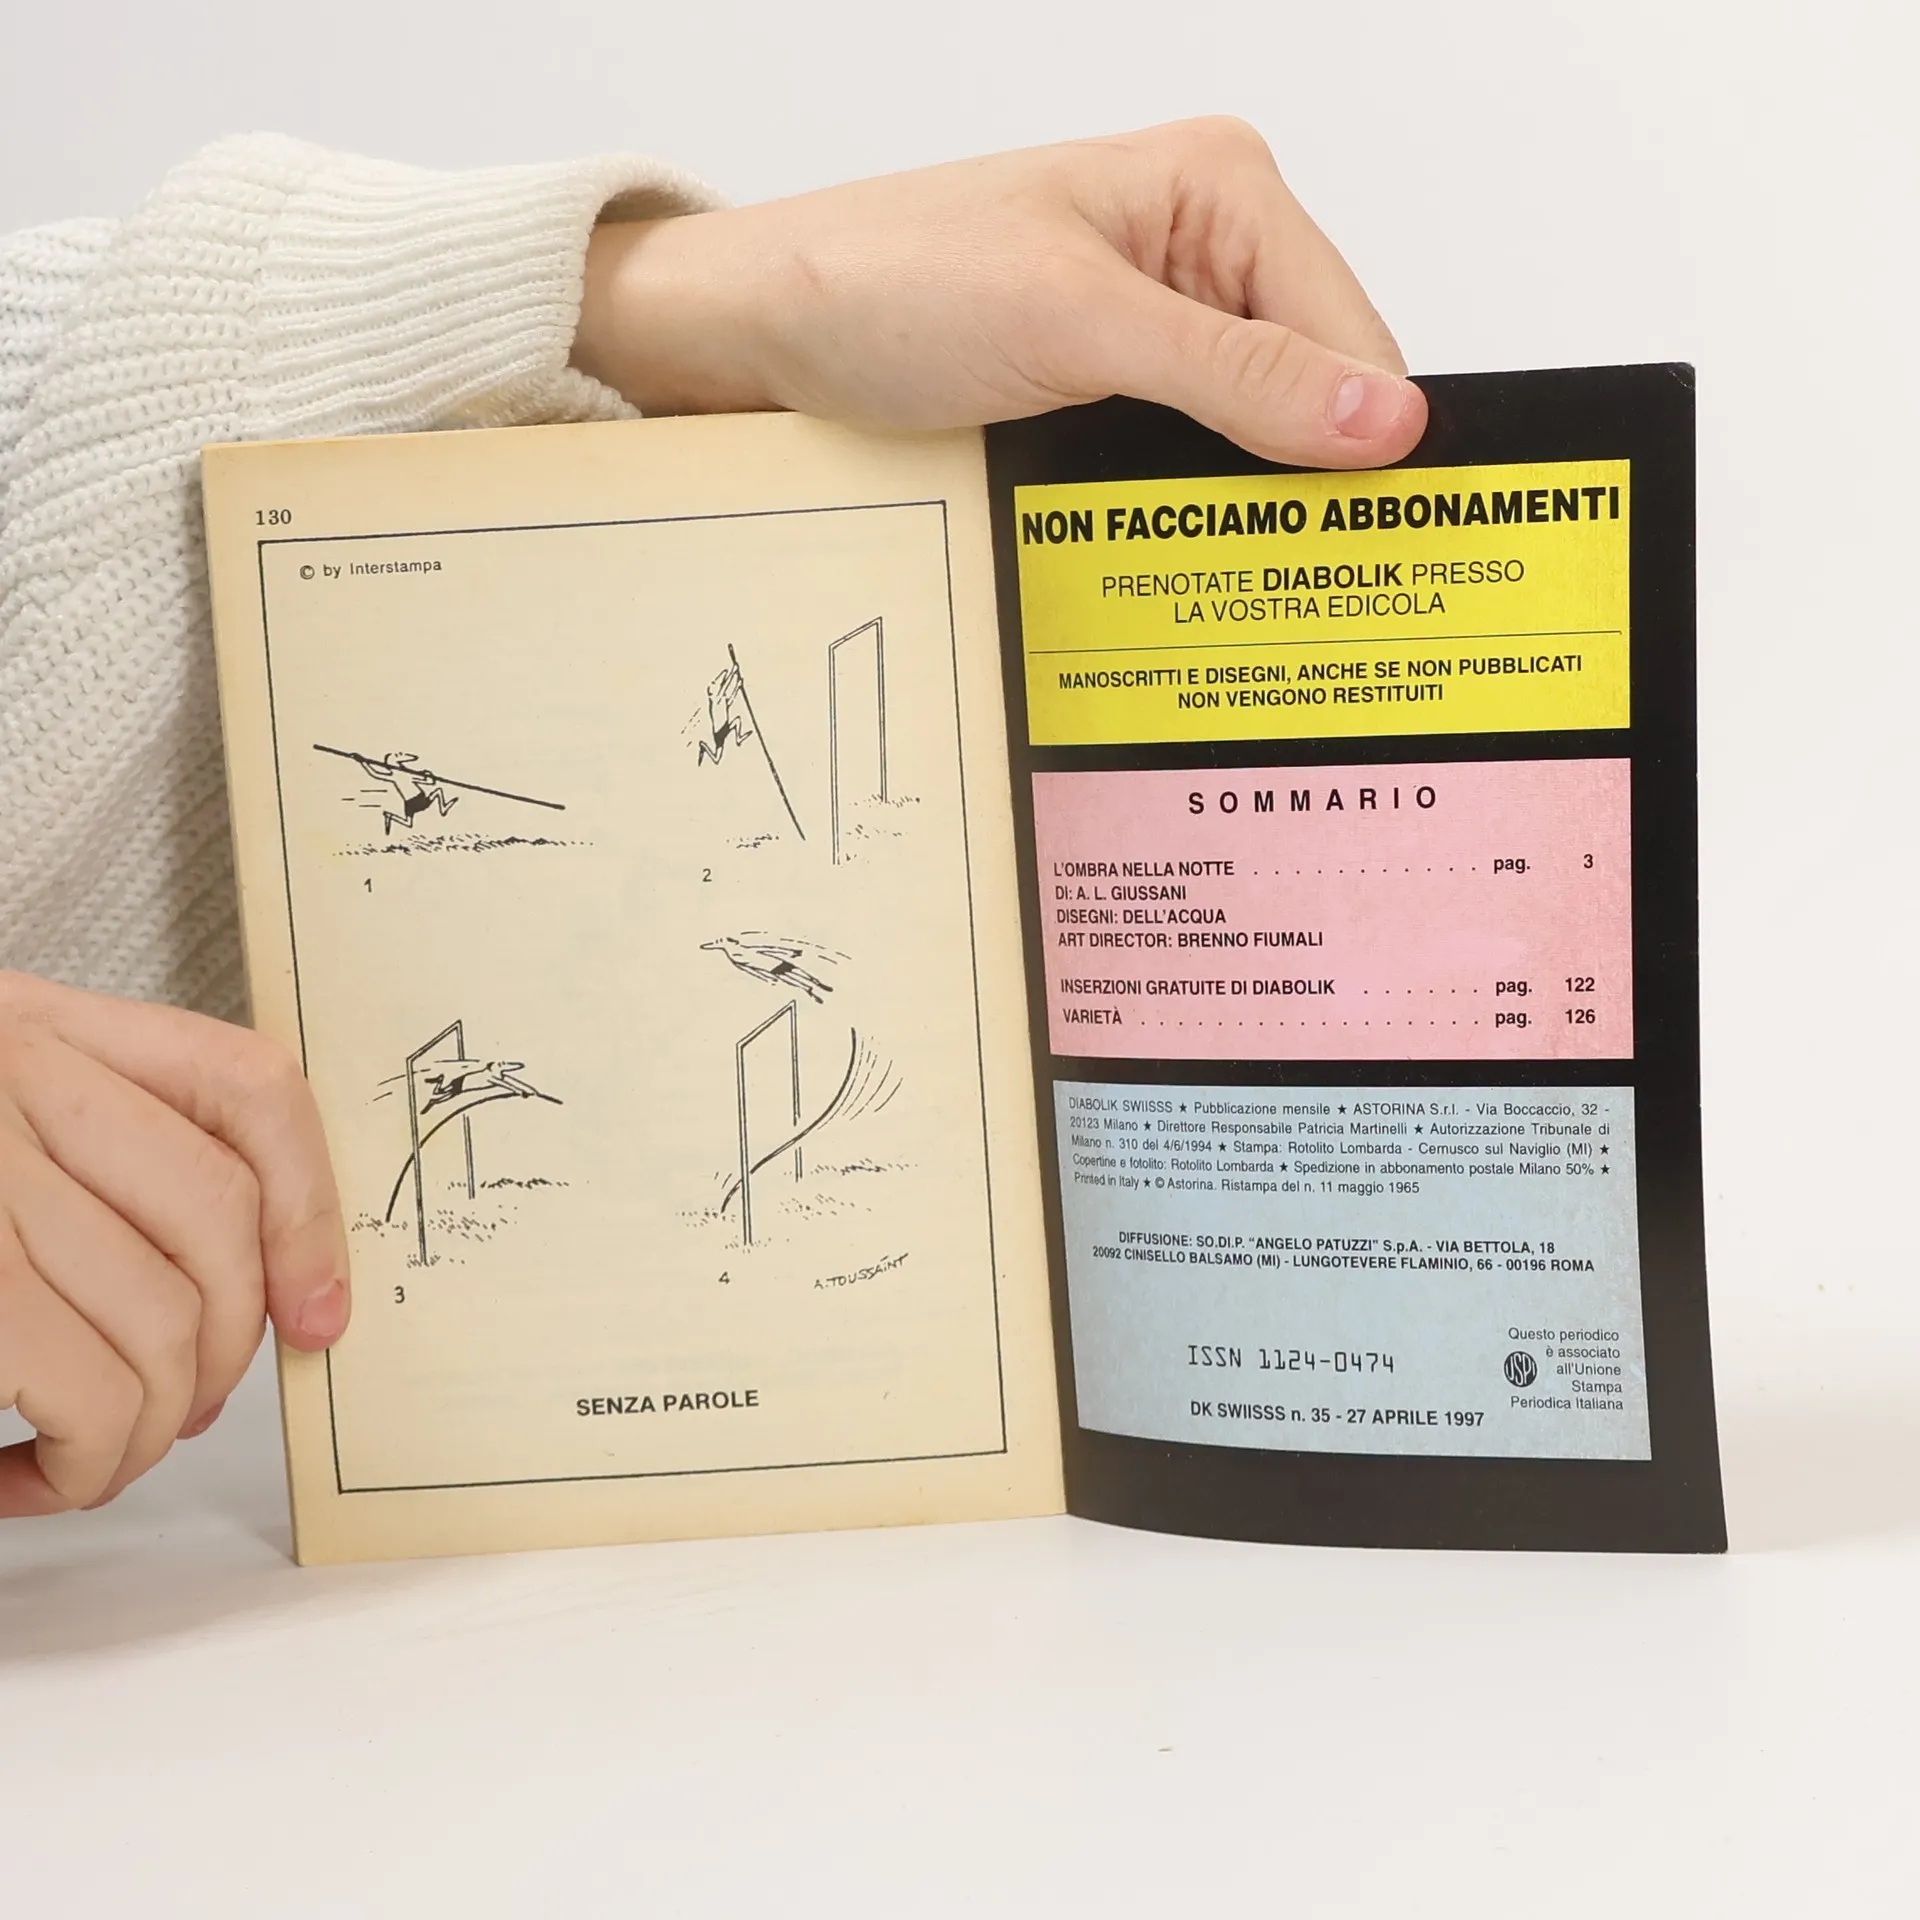 130
© by Interstampa
1
2
3
4
A. TOUSSAINT
SENZA PAROLE
NON FACCIAMO ABBONAMENTI
PRENOTATE DIABOLIK PRESSO
LA VOSTRA EDICOLA
MANOSCRITTI E DISEGNI, ANCHE SE NON PUBBLICATI
NON VENGONO RESTITUITI
SOMMARIO
L'OMBRA NELLA NOTTE . . . . . . . . . . . pag. 3
DI: A. L. GIUSSANI
DISEGNI: DELL'ACQUA
ART DIRECTOR: BRENNO FIUMALI
INSERZIONI GRATUITE DI DIABOLIK . . . . . . pag. 122
VARIETÀ . . . . . . . . . . . . . . . . . pag. 126
DIABOLIK SWIISSS ★ Pubblicazione mensile ★ ASTORINA S.r.l. - Via Boccaccio, 32 -
20123 Milano ★ Direttore Responsabile Patricia Martinelli ★ Autorizzazione Tribunale di
Milano n. 310 del 4/6/1994 ★ Stampa: Rotolito Lombarda - Cernusco sul Naviglio (MI) ★
Copertine e fotolito: Rotolito Lombarda ★ Spedizione in abbonamento postale Milano 50% ★
Printed in Italy ★ © Astorina. Ristampa del n. 11 maggio 1965
DIFFUSIONE: SO.DI.P. "ANGELO PATUZZI" S.p.A. - VIA BETTOLA, 18
20092 CINISELLO BALSAMO (MI) - LUNGOTEVERE FLAMINIO, 66 - 00196 ROMA
ISSN 1124-0474
Questo periodico
è associato
all'Unione
Stampa
Periodica Italiana
USPI
DK SWIISSS n. 35 - 27 APRILE 1997